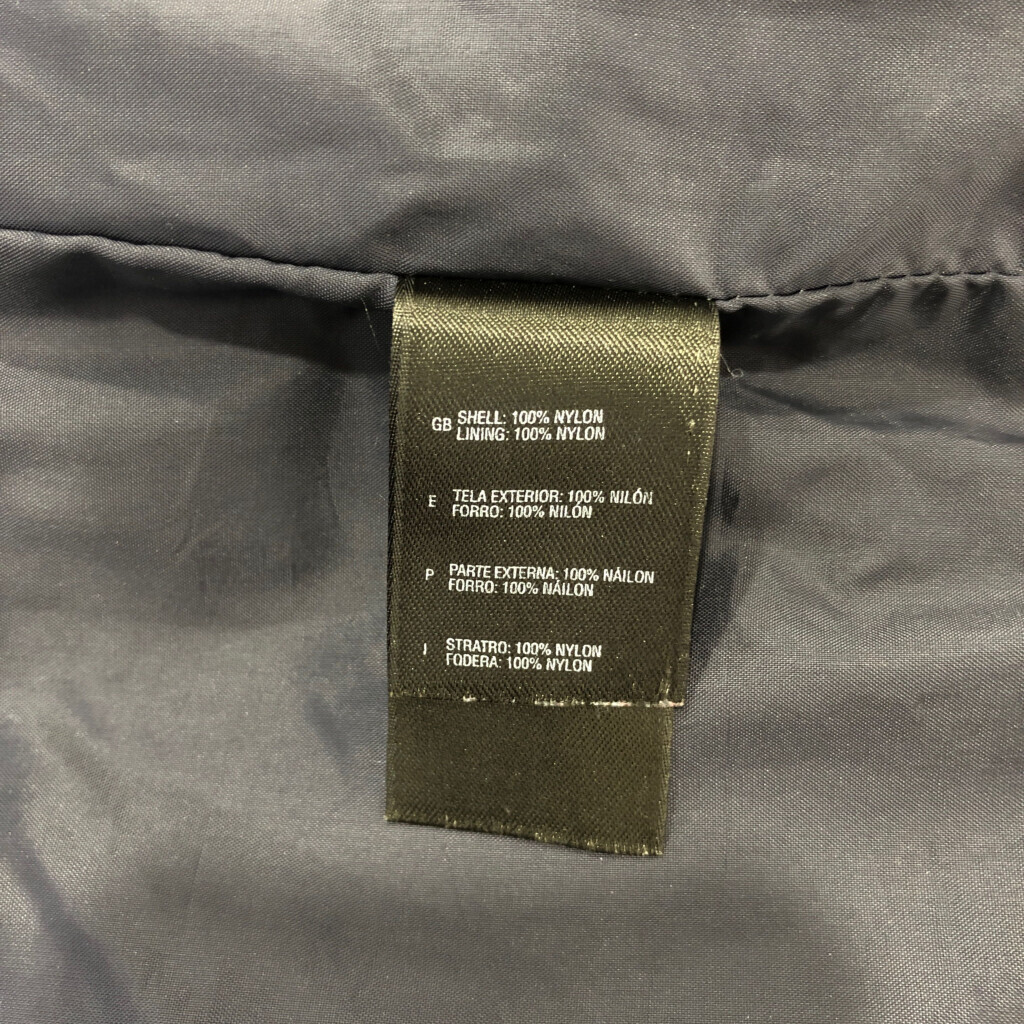 GB SHELL: 100% NYLON
LINING: 100% NYLON
E TELA EXTERIOR: 100% NILÓN
FORRO: 100% NILÓN
P PARTE EXTERNA: 100% NÁILON
FORRO: 100% NÁILON
I STRATRO: 100% NYLON
FODERA: 100% NYLON